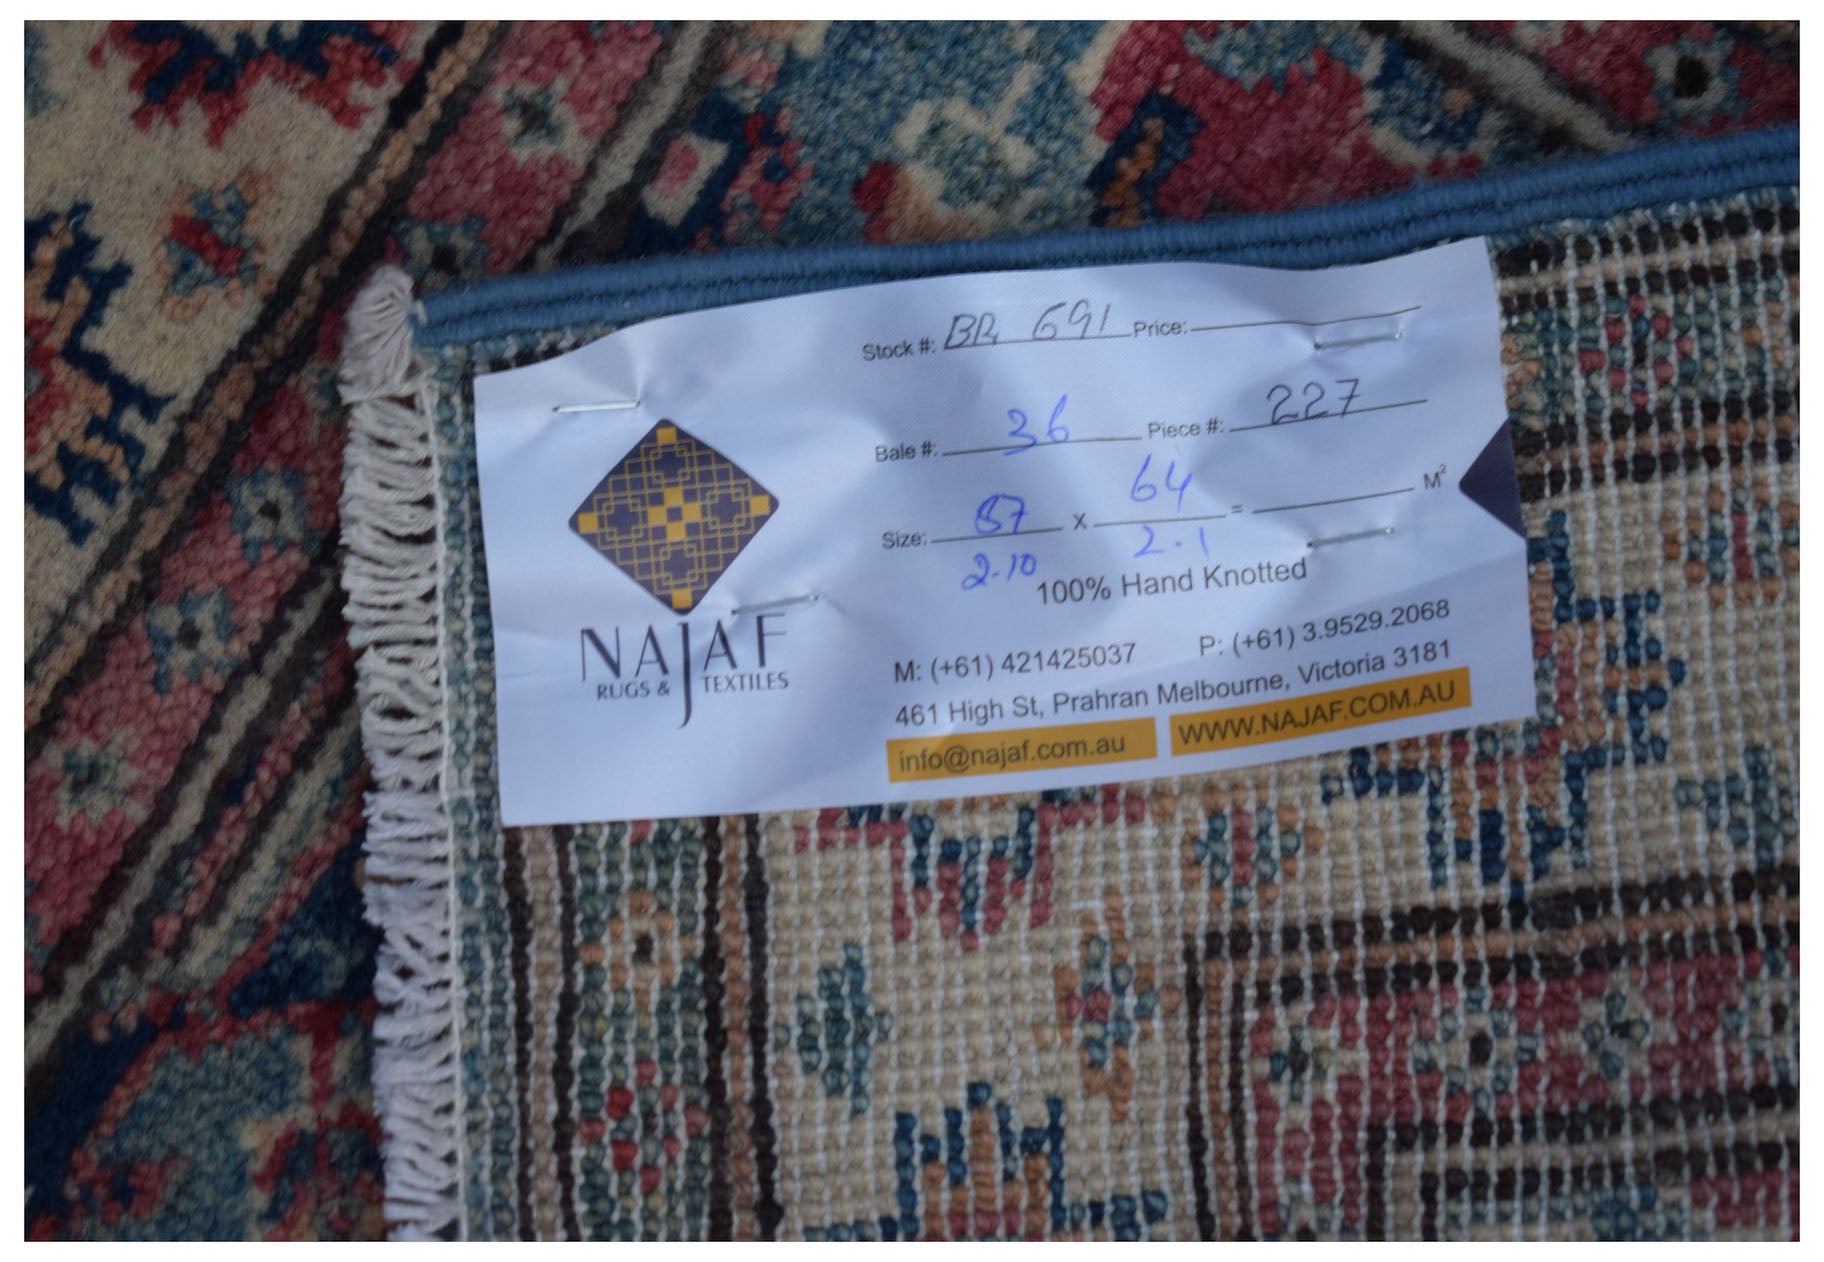 Stock #: BR 691 Price:
Bale #: 36 Piece #: 227
Size: 87 x 64 = M²
2.10 2.1
100% Hand Knotted
NAJAF
RUGS & TEXTILES
M: (+61) 421425037 P: (+61) 3.9529.2068
461 High St, Prahran Melbourne, Victoria 3181
info@najaf.com.au WWW.NAJAF.COM.AU